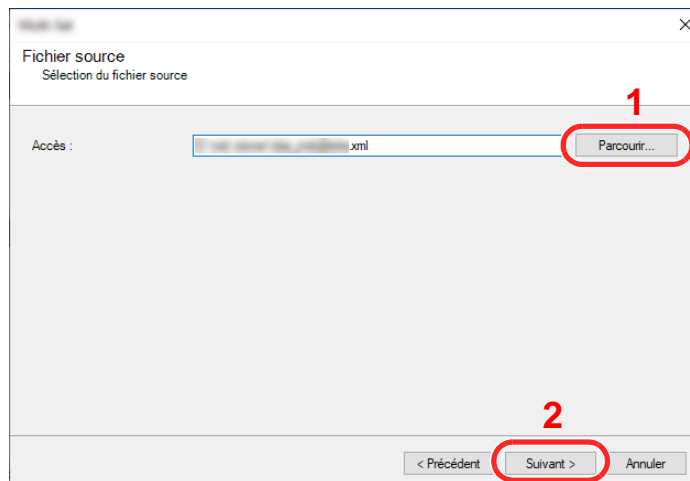 Fichier source
Sélection du fichier source
1
Accès :
.xml
Parcourir...
2
< Précédent
Suivant >
Annuler